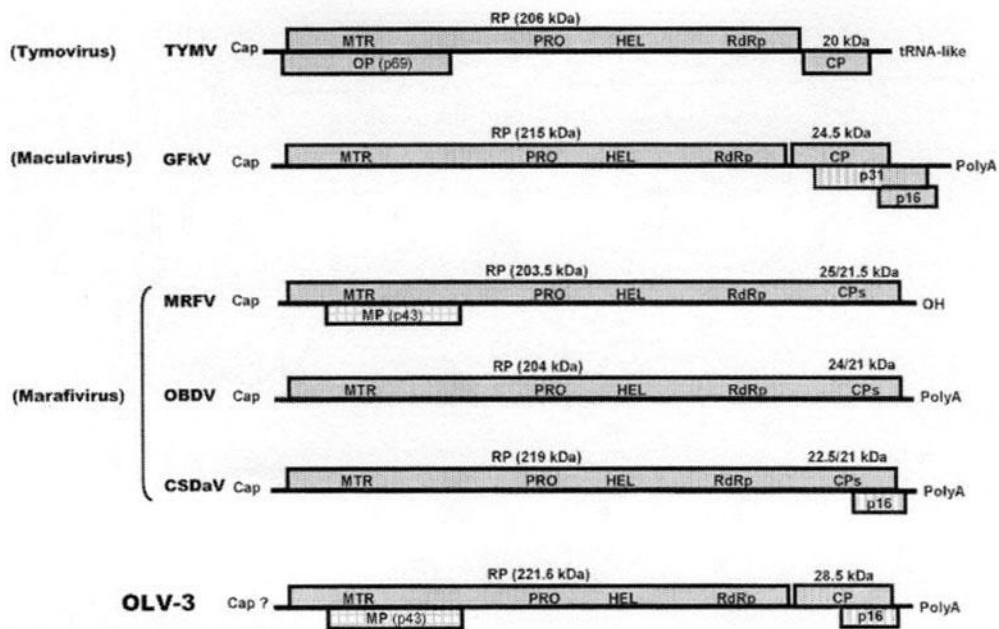 RP (206 kDa)
(Tymovirus) TYMV Cap MTR PRO HEL RdRp 20 kDa tRNA-like
OP (p69) CP
RP (215 kDa) 24.5 kDa
(Maculavirus) GFkV Cap MTR PRO HEL RdRp CP PolyA
p31
p16
RP (203.5 kDa) 25/21.5 kDa
MRFV Cap MTR PRO HEL RdRp CPs OH
MP (p43)
RP (204 kDa) 24/21 kDa
(Marafivirus) OBDV Cap MTR PRO HEL RdRp CPs PolyA
RP (219 kDa) 22.5/21 kDa
CSDaV Cap MTR PRO HEL RdRp CPs PolyA
p16
RP (221.6 kDa) 28.5 kDa
OLV-3 Cap ? MTR PRO HEL RdRp CP PolyA
MP (p43) p16